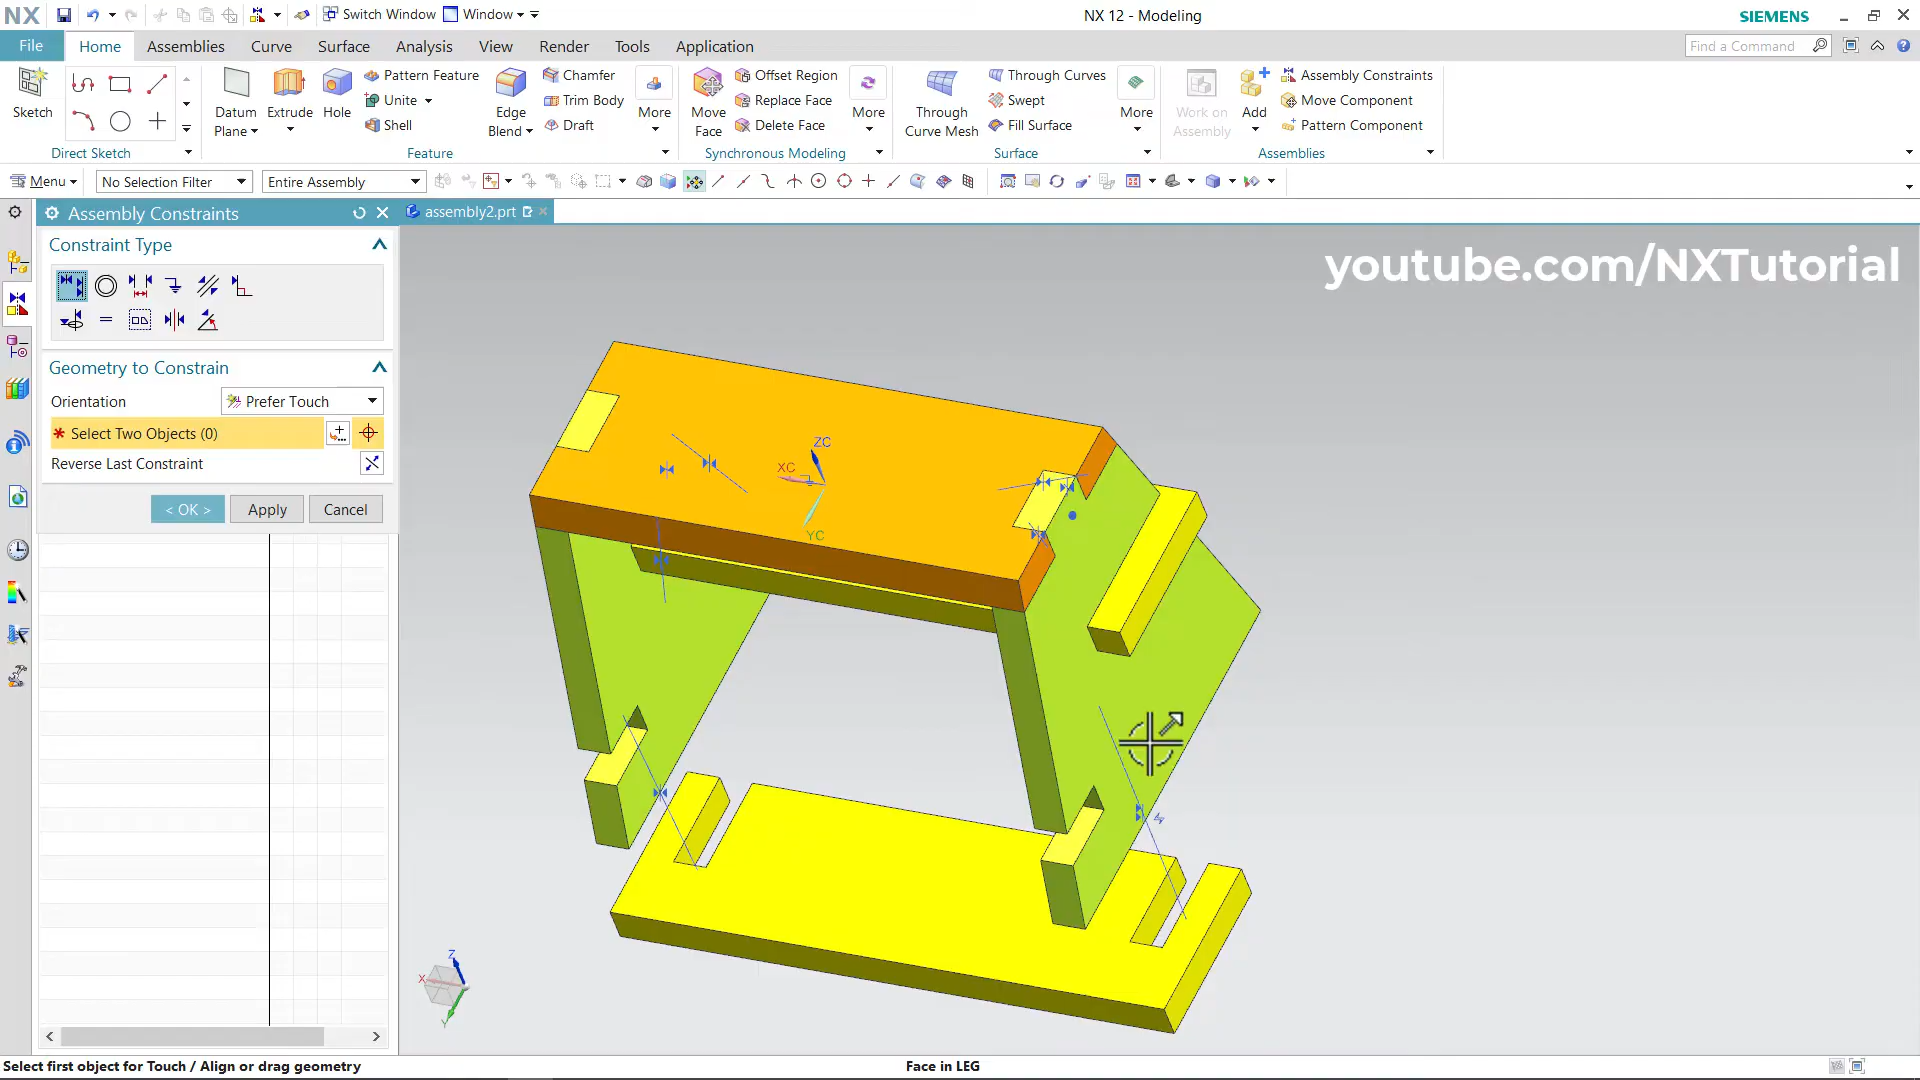 NX
Switch Window
Window
NX 12 - Modeling
SIEMENS
File
Home
Assemblies
Curve
Surface
Analysis
View
Render
Tools
Application
Find a Command
Sketch
Direct Sketch
Datum Plane
Extrude
Hole
Pattern Feature
Unite
Shell
Edge Blend
Chamfer
Trim Body
Draft
More
Feature
Move Face
Offset Region
Replace Face
Delete Face
More
Synchronous Modeling
Through Curve Mesh
Through Curves
Swept
Fill Surface
More
Surface
Work on Assembly
Add
Assembly Constraints
Move Component
Pattern Component
Assemblies
Menu
No Selection Filter
Entire Assembly
Assembly Constraints
assembly2.prt
Constraint Type
youtube.com/NXTutorial
Geometry to Constrain
Orientation
Prefer Touch
* Select Two Objects (0)
Reverse Last Constraint
< OK >
Apply
Cancel
ZC
XC
YC
Z
X
Y
Select first object for Touch / Align or drag geometry
Face in LEG